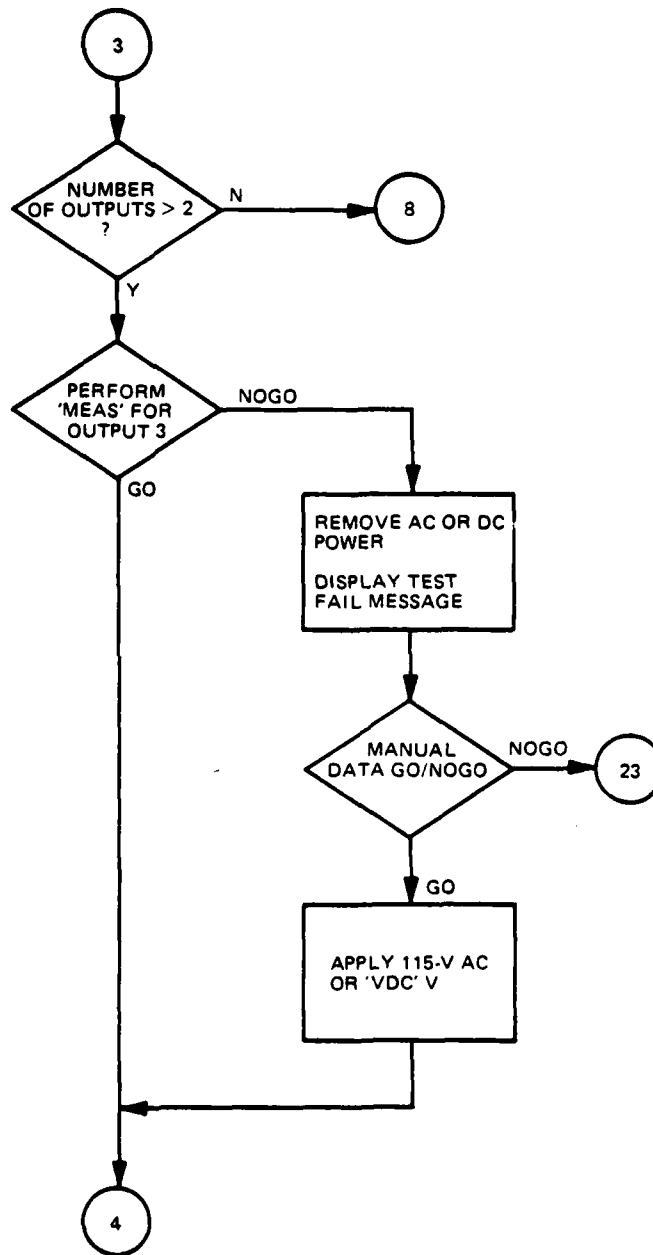 3
NUMBER
OF OUTPUTS > 2
?
N
8
Y
PERFORM
'MEAS' FOR
OUTPUT 3
NOGO
GO
REMOVE AC OR DC
POWER
DISPLAY TEST
FAIL MESSAGE
MANUAL
DATA GO/NOGO
NOGO
23
GO
APPLY 115-V AC
OR 'VDC' V
4